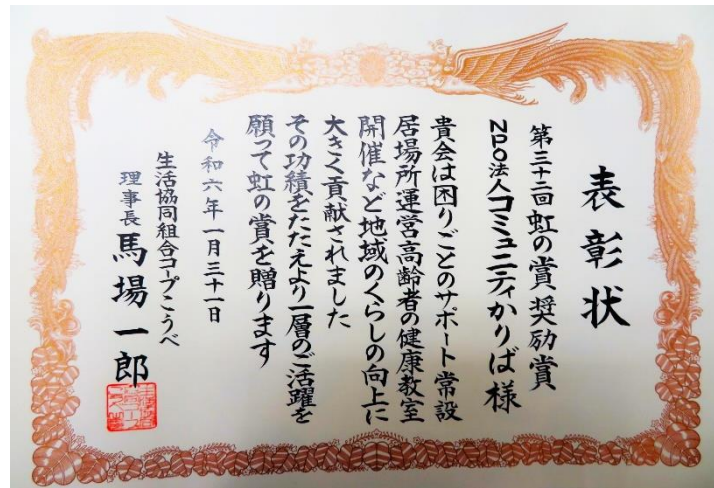 表彰状
第三十二回虹の賞奨励賞
NPO法人コミュニティかりば様
貴会は困りごとのサポート常設
居場所運営高齢者の健康教室
開催など地域のくらしの向上に
大きく貢献されました
その功績をたたえより一層のご活躍を
願って虹の賞を贈ります
令和六年一月三十一日
生活協同組合コープこうべ
理事長 馬場一郎